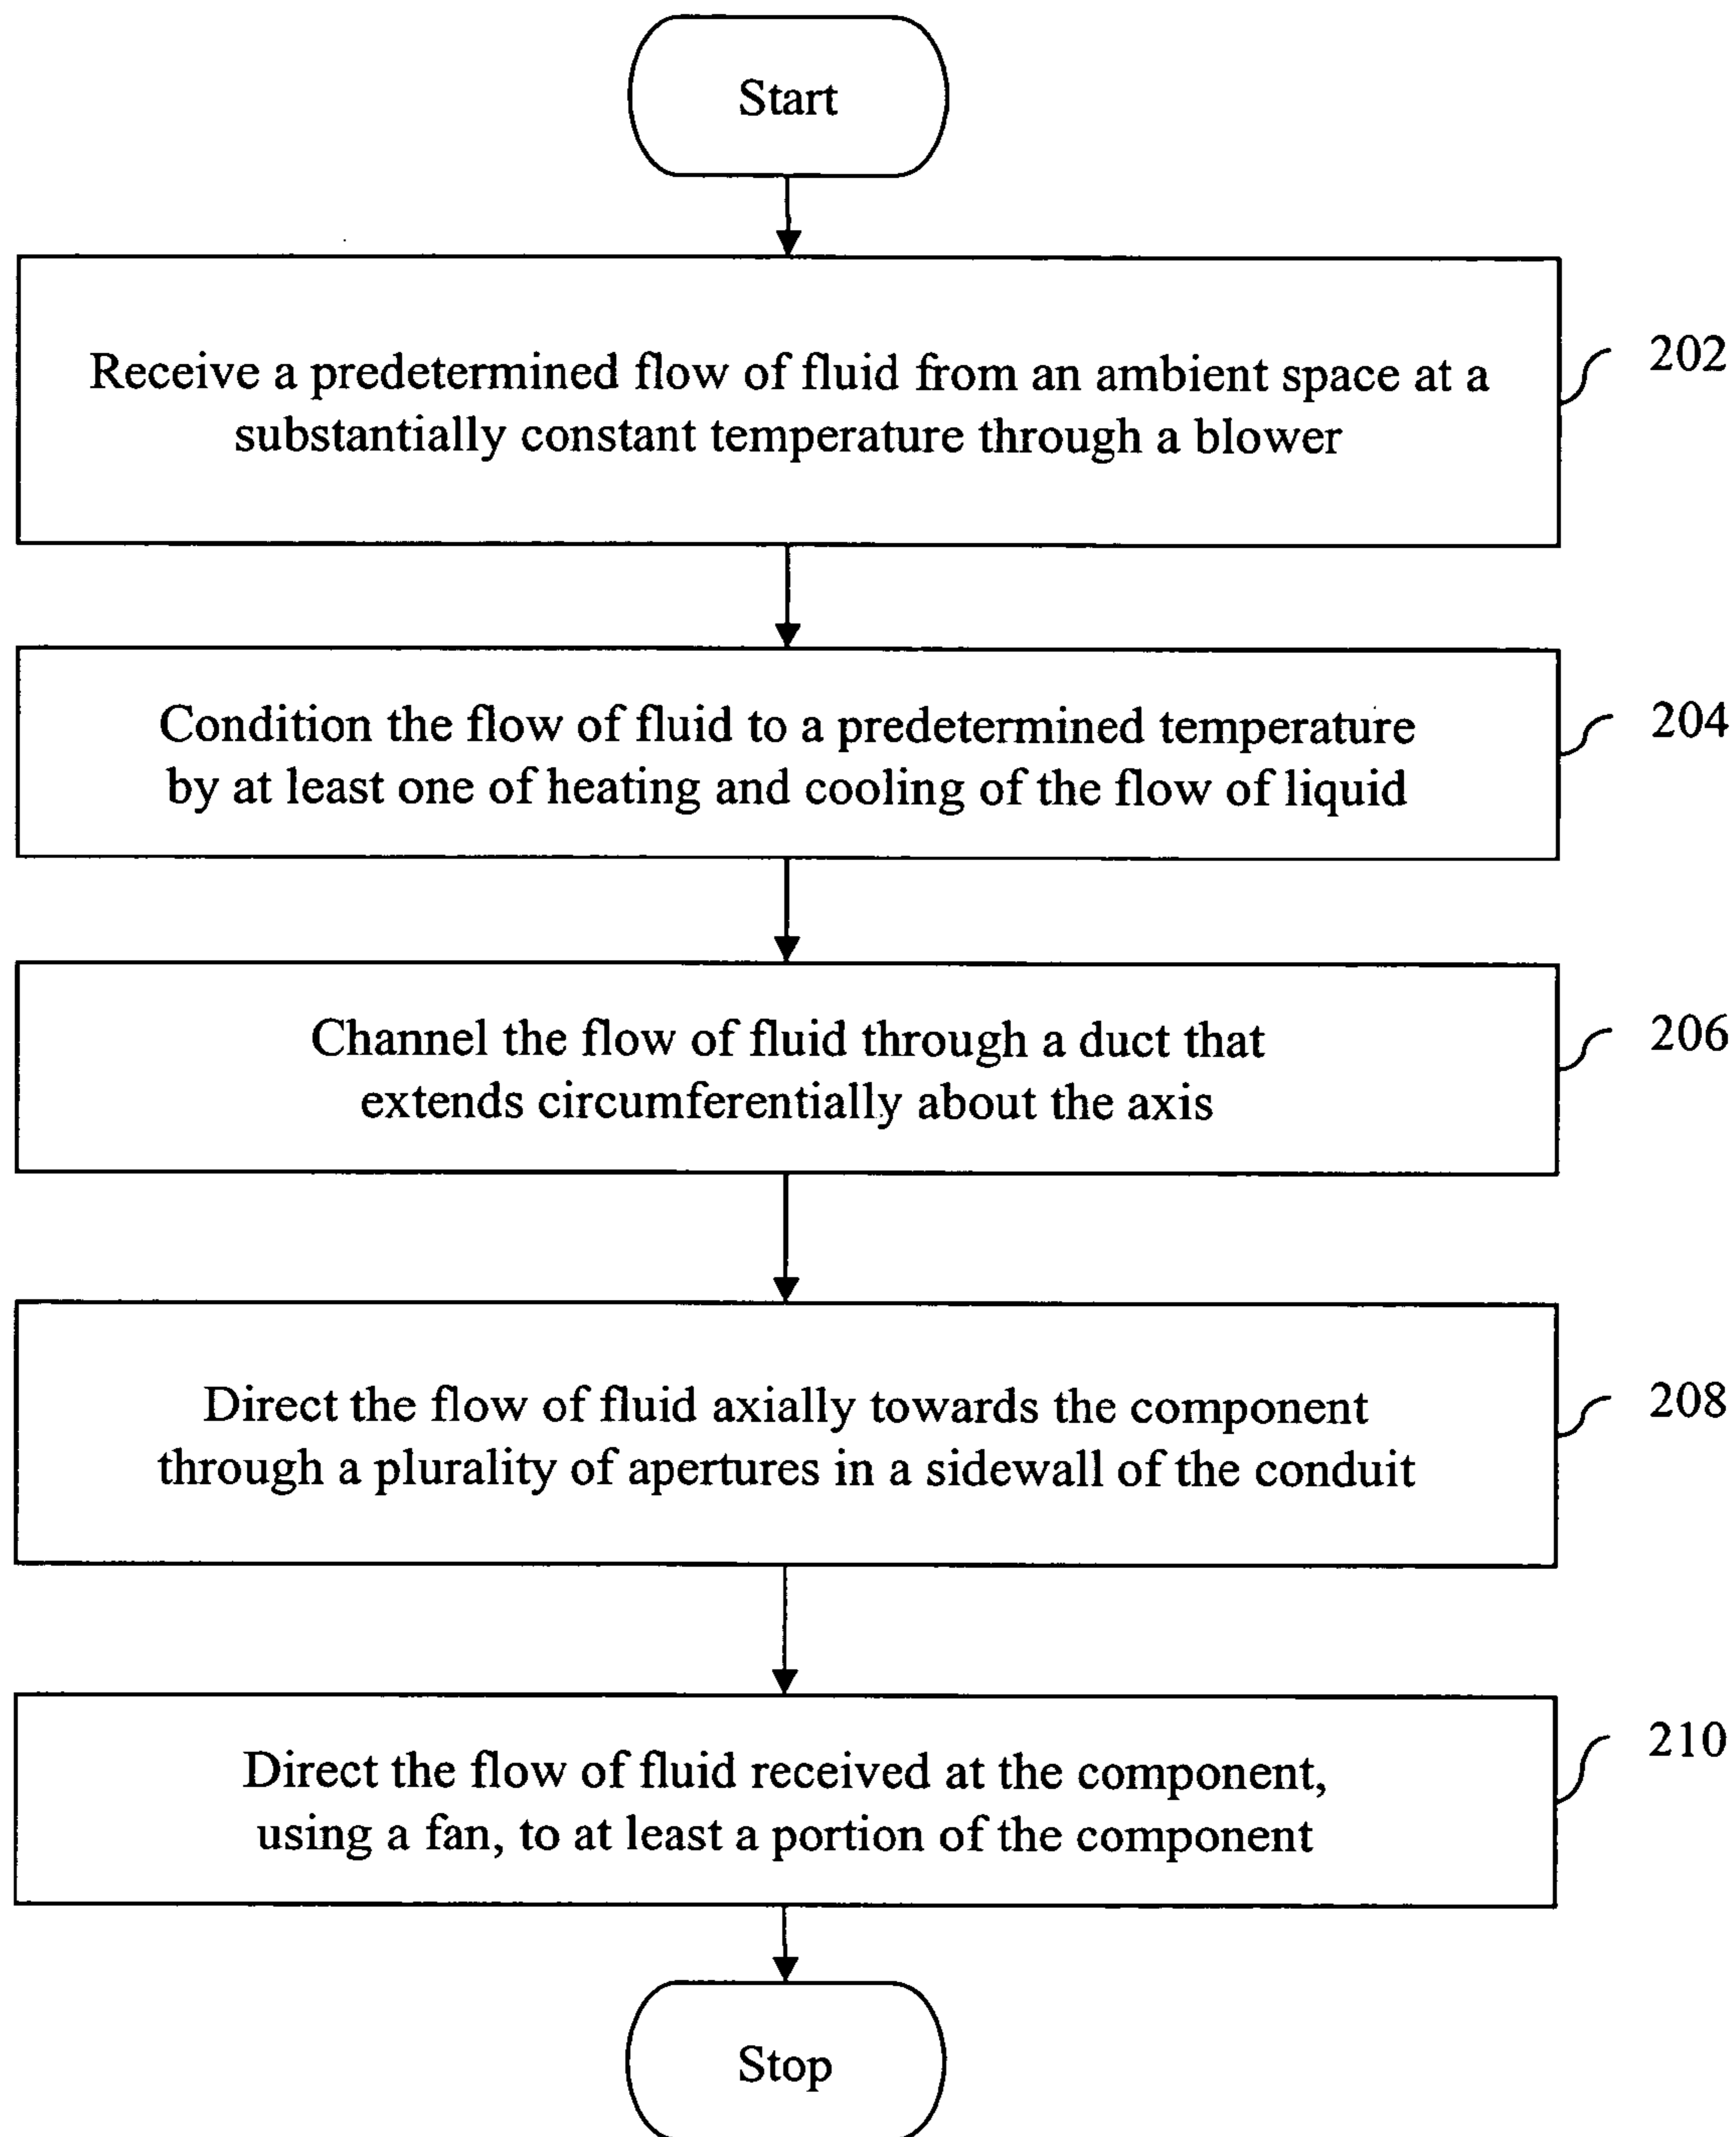 Start
Receive a predetermined flow of fluid from an ambient space at a
substantially constant temperature through a blower
202
Condition the flow of fluid to a predetermined temperature
by at least one of heating and cooling of the flow of liquid
204
Channel the flow of fluid through a duct that
extends circumferentially about the axis
206
Direct the flow of fluid axially towards the component
through a plurality of apertures in a sidewall of the conduit
208
Direct the flow of fluid received at the component,
using a fan, to at least a portion of the component
210
Stop